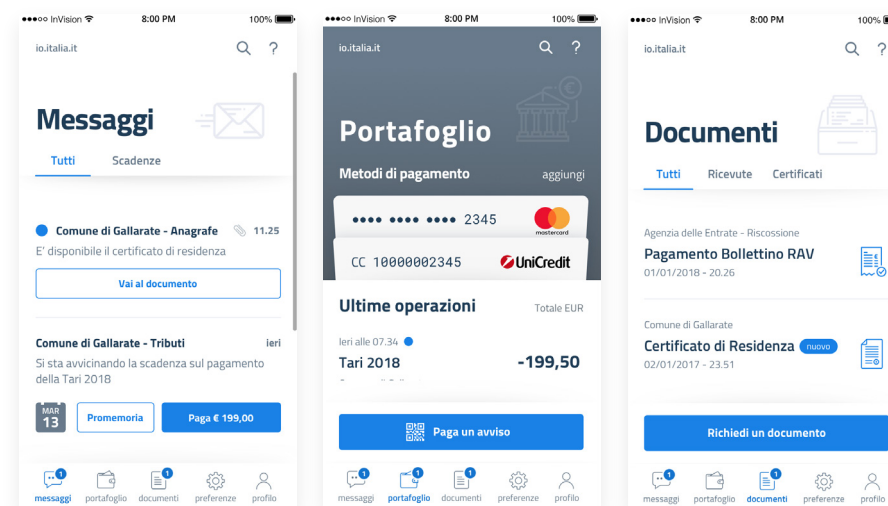 InVision 8:00 PM 100%
io.italia.it ?
Messaggi
Tutti Scadenze
Comune di Gallarate - Anagrafe 11.25
E' disponibile il certificato di residenza
Vai al documento
Comune di Gallarate - Tributi ieri
Si sta avvicinando la scadenza sul pagamento
della Tari 2018
MAR
13
Promemoria Paga € 199,00
1 1
messaggi portafoglio documenti preferenze profilo
InVision 8:00 PM 100%
io.italia.it ?
Portafoglio
Metodi di pagamento aggiungi
•••• •••• •••• 2345
mastercard
CC 10000002345 UniCredit
Ultime operazioni Totale EUR
Ieri alle 07.34
Tari 2018 -199,50
Paga un avviso
1 1 1
messaggi portafoglio documenti preferenze profilo
InVision 8:00 PM 100%
io.italia.it ?
Documenti
Tutti Ricevute Certificati
Agenzia delle Entrate - Riscossione
Pagamento Bollettino RAV
01/01/2018 - 20.26
Comune di Gallarate
Certificato di Residenza nuovo
02/01/2017 - 23.51
Richiedi un documento
1 1
messaggi portafoglio documenti preferenze profilo